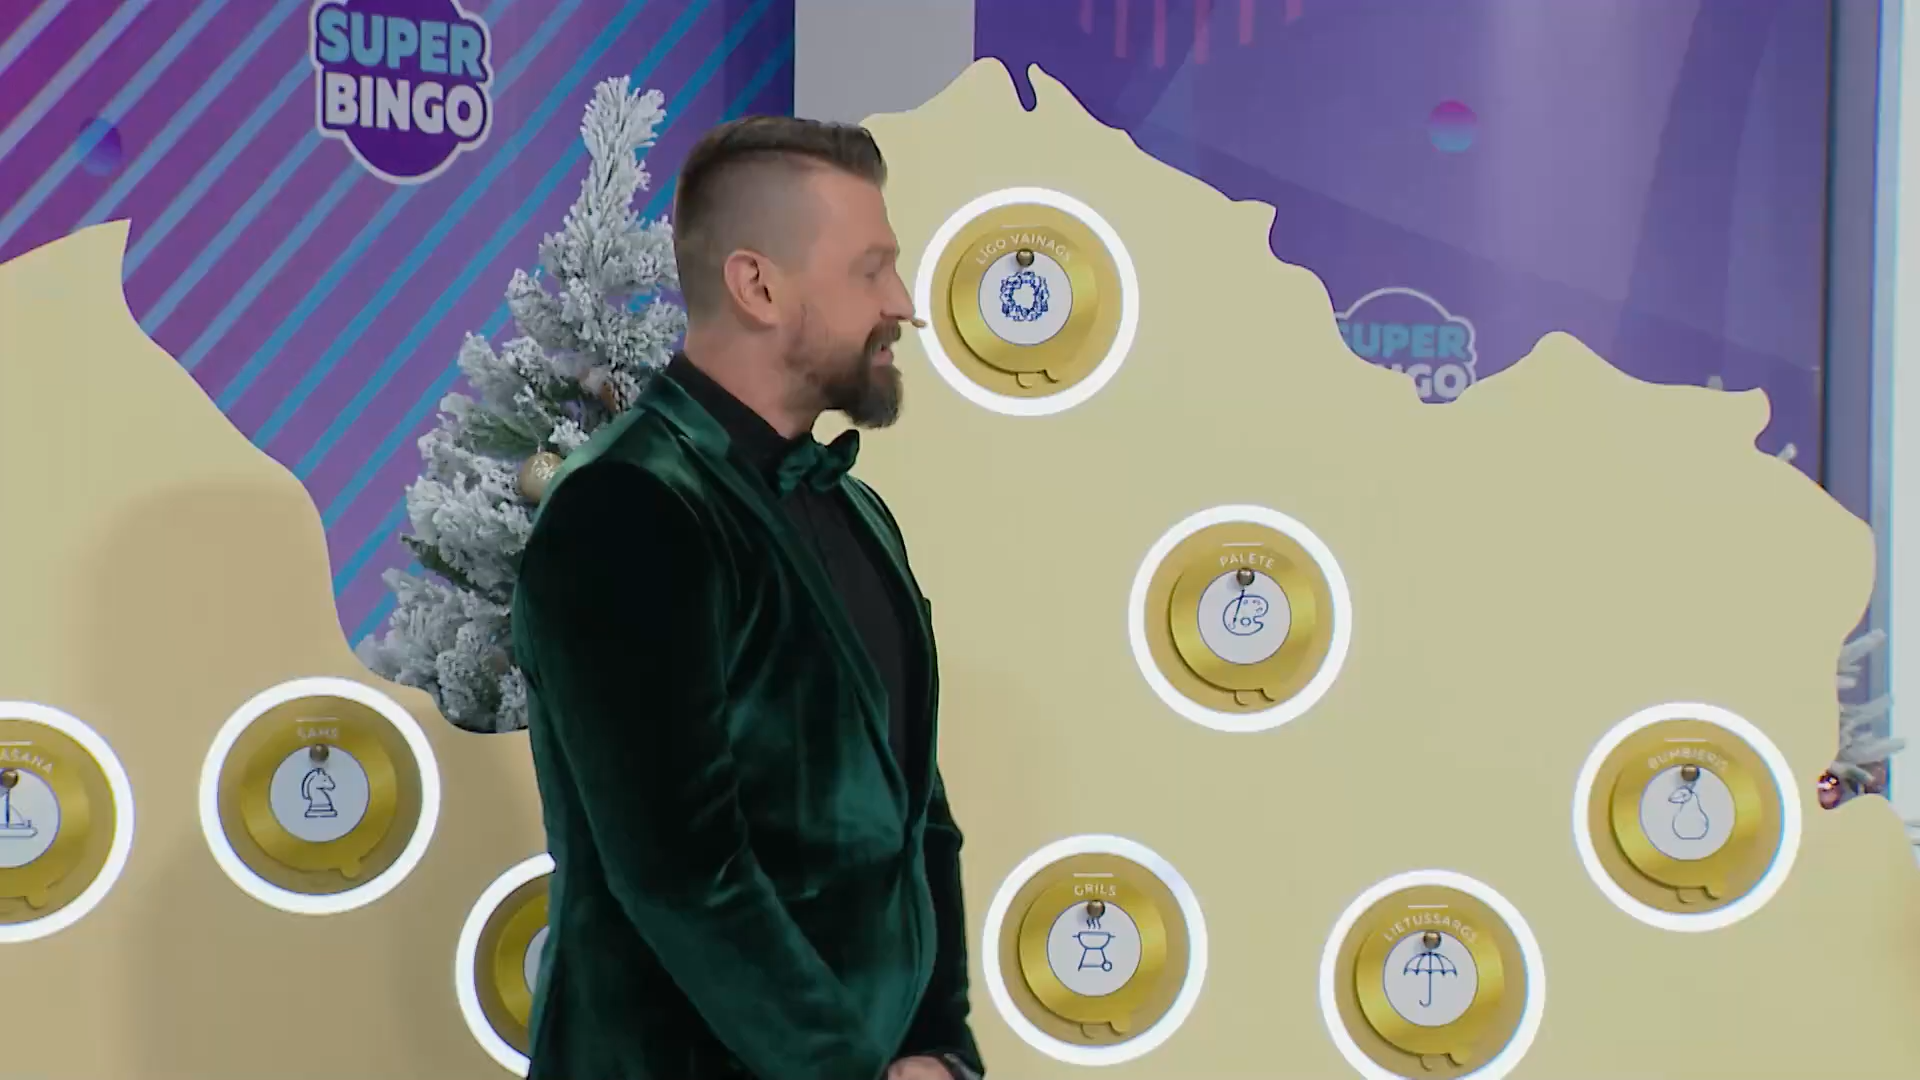 SUPER
BINGO
LĪGO VAINAGS
PALETE
ŠAHS
GRILS
LIETUSSARGS
BUMBIERIS